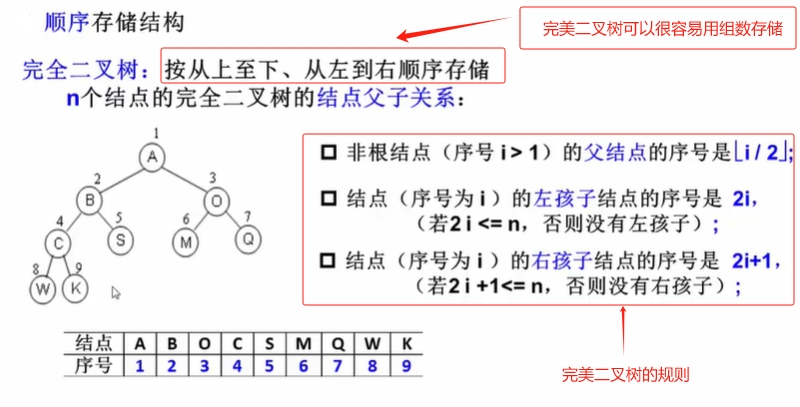 顺序存储结构
完美二叉树可以很容易用组数存储
完全二叉树：按从上至下、从左到右顺序存储
n个结点的完全二叉树的结点父子关系：
1
A
2
3
B
O
4
5
6
7
C
S
M
Q
8
9
W
K
□ 非根结点（序号 i > 1）的父结点的序号是⌊i / 2⌋;
□ 结点（序号为 i）的左孩子结点的序号是 2i,
（若2 i <= n，否则没有左孩子）;
□ 结点（序号为 i）的右孩子结点的序号是 2i+1,
（若2 i +1<= n，否则没有右孩子）;
结点 A B O C S M Q W K
序号 1 2 3 4 5 6 7 8 9
完美二叉树的规则